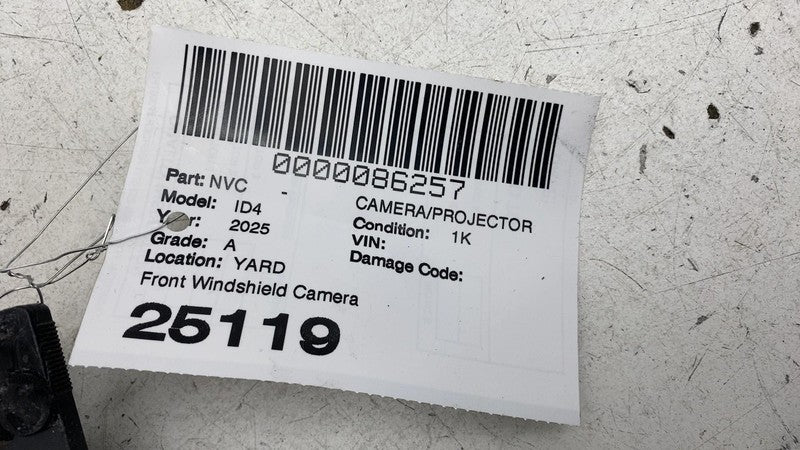 0000086257
Part: NVC - CAMERA/PROJECTOR
Model: ID4 Condition: 1K
Year: 2025 VIN:
Grade: A Damage Code:
Location: YARD
Front Windshield Camera
25119